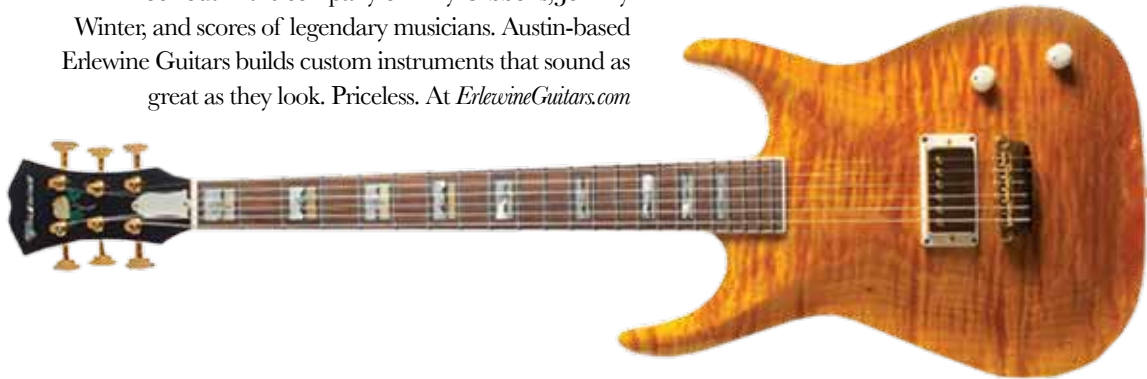 Winter, and scores of legendary musicians. Austin-based
Erlewine Guitars builds custom instruments that sound as
great as they look. Priceless. At ErlewineGuitars.com